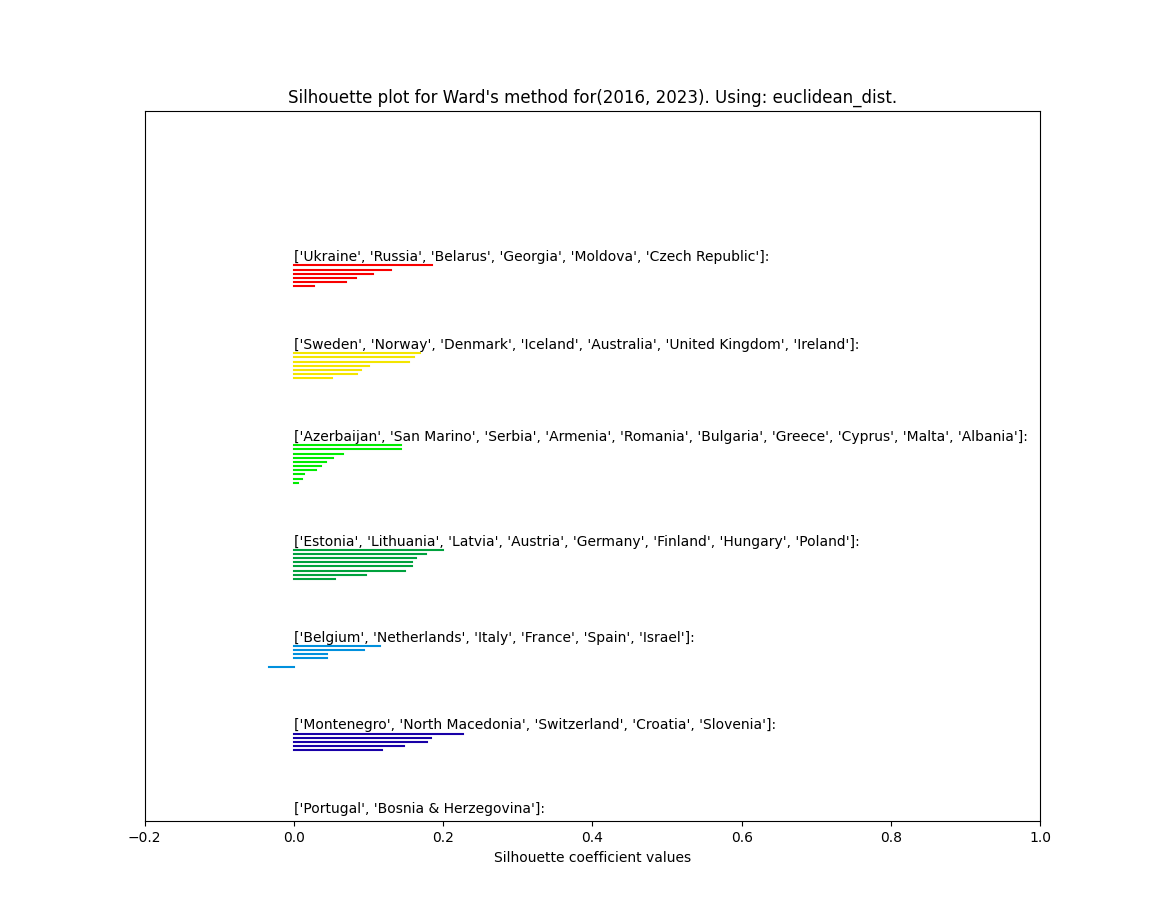 Silhouette plot for Ward's method for(2016, 2023). Using: euclidean_dist.
['Ukraine', 'Russia', 'Belarus', 'Georgia', 'Moldova', 'Czech Republic']:
['Sweden', 'Norway', 'Denmark', 'Iceland', 'Australia', 'United Kingdom', 'Ireland']:
['Azerbaijan', 'San Marino', 'Serbia', 'Armenia', 'Romania', 'Bulgaria', 'Greece', 'Cyprus', 'Malta', 'Albania']:
['Estonia', 'Lithuania', 'Latvia', 'Austria', 'Germany', 'Finland', 'Hungary', 'Poland']:
['Belgium', 'Netherlands', 'Italy', 'France', 'Spain', 'Israel']:
['Montenegro', 'North Macedonia', 'Switzerland', 'Croatia', 'Slovenia']:
['Portugal', 'Bosnia & Herzegovina']:
−0.2 0.0 0.2 0.4 0.6 0.8 1.0
Silhouette coefficient values